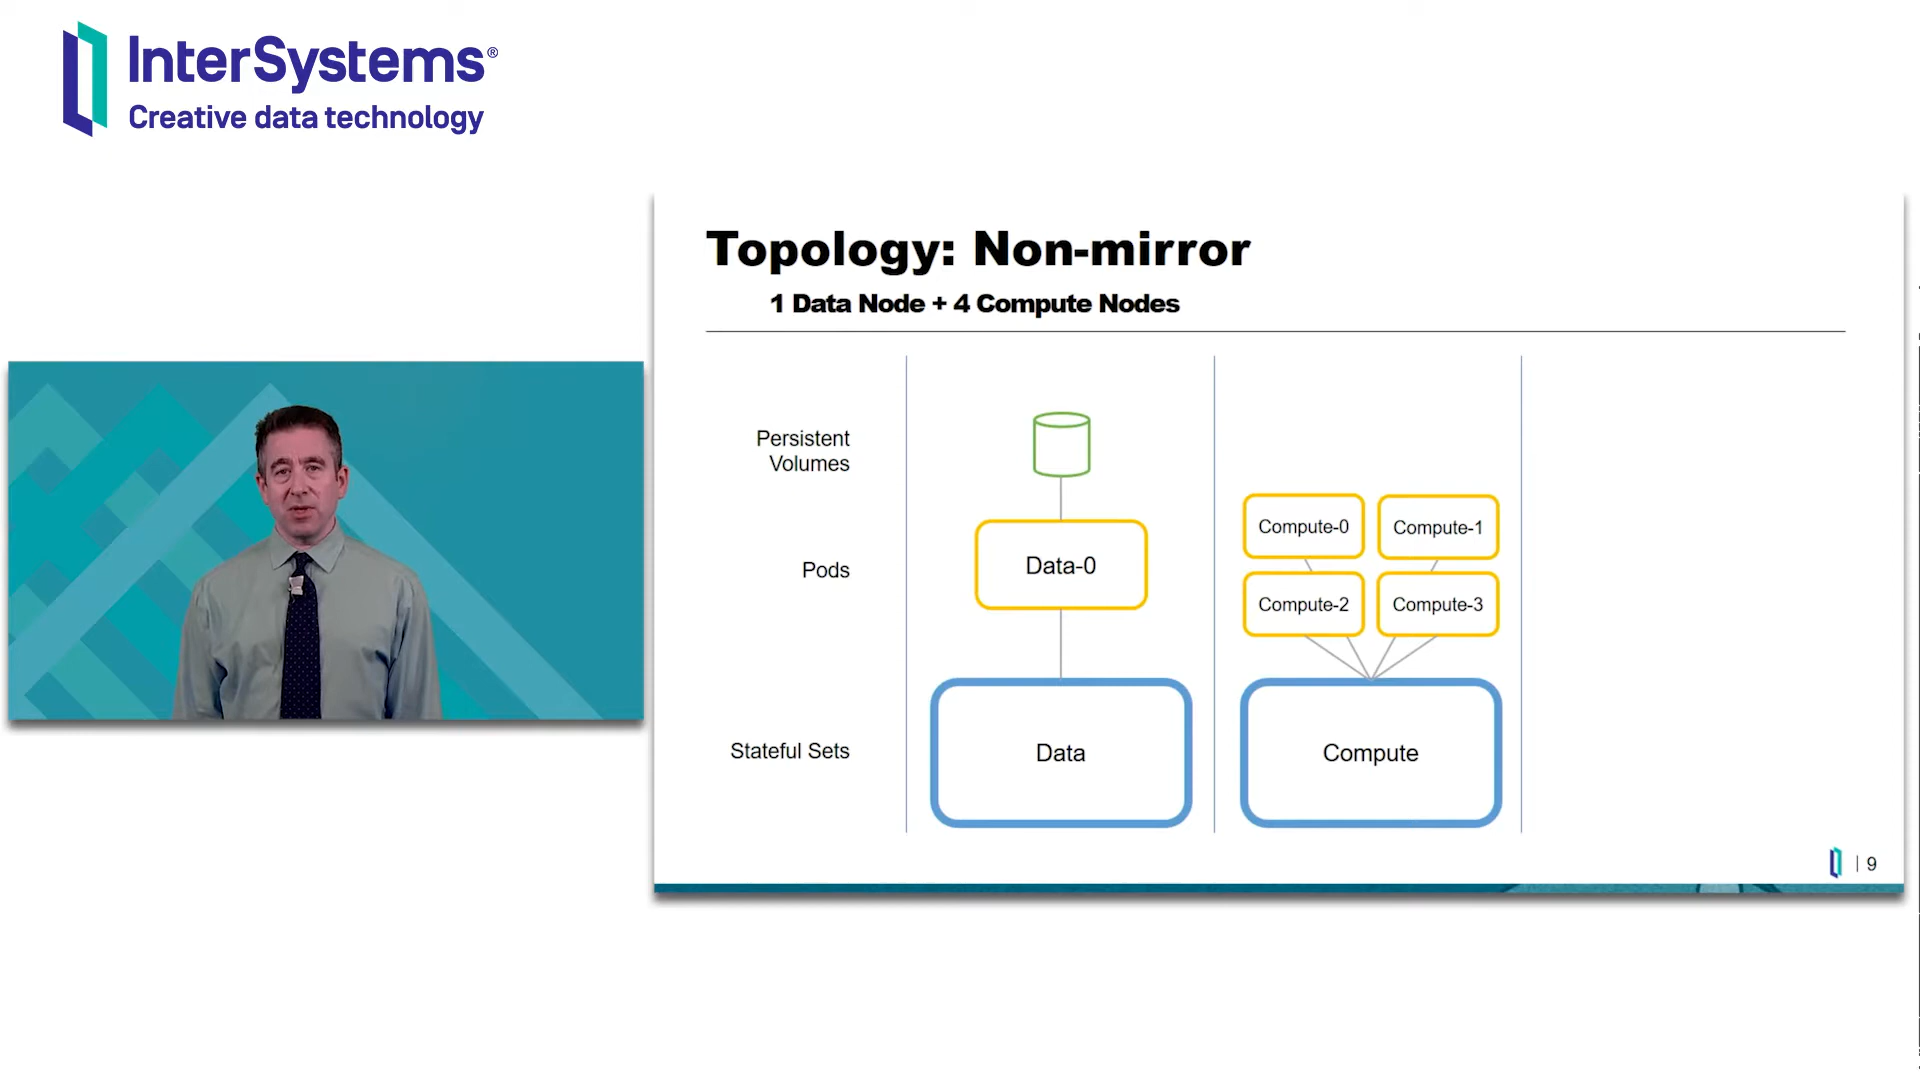 InterSystems®
Creative data technology
Topology: Non-mirror
1 Data Node + 4 Compute Nodes
Persistent
Volumes
Pods
Stateful Sets
Data-0
Data
Compute-0
Compute-1
Compute-2
Compute-3
Compute
| 9